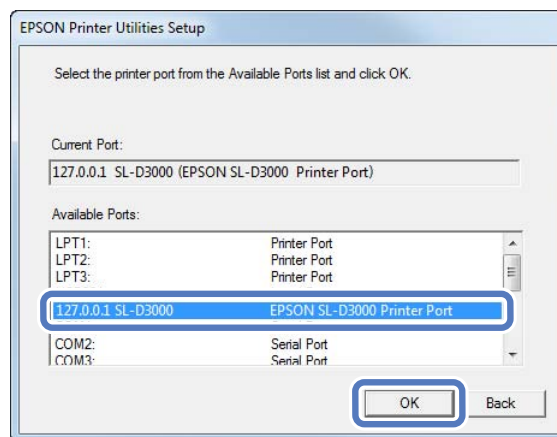 EPSON Printer Utilities Setup
Select the printer port from the Available Ports list and click OK.
Current Port:
127.0.0.1 SL-D3000 (EPSON SL-D3000 Printer Port)
Available Ports:
LPT1: Printer Port
LPT2: Printer Port
LPT3: Printer Port
127.0.0.1 SL-D3000 EPSON SL-D3000 Printer Port
COM2: Serial Port
COM3: Serial Port
OK Back